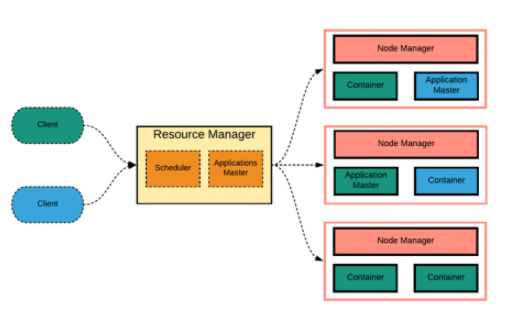 Node Manager
Container
Application
Master
Client
Resource Manager
Scheduler
Applications
Master
Node Manager
Application
Master
Container
Client
Node Manager
Container
Container